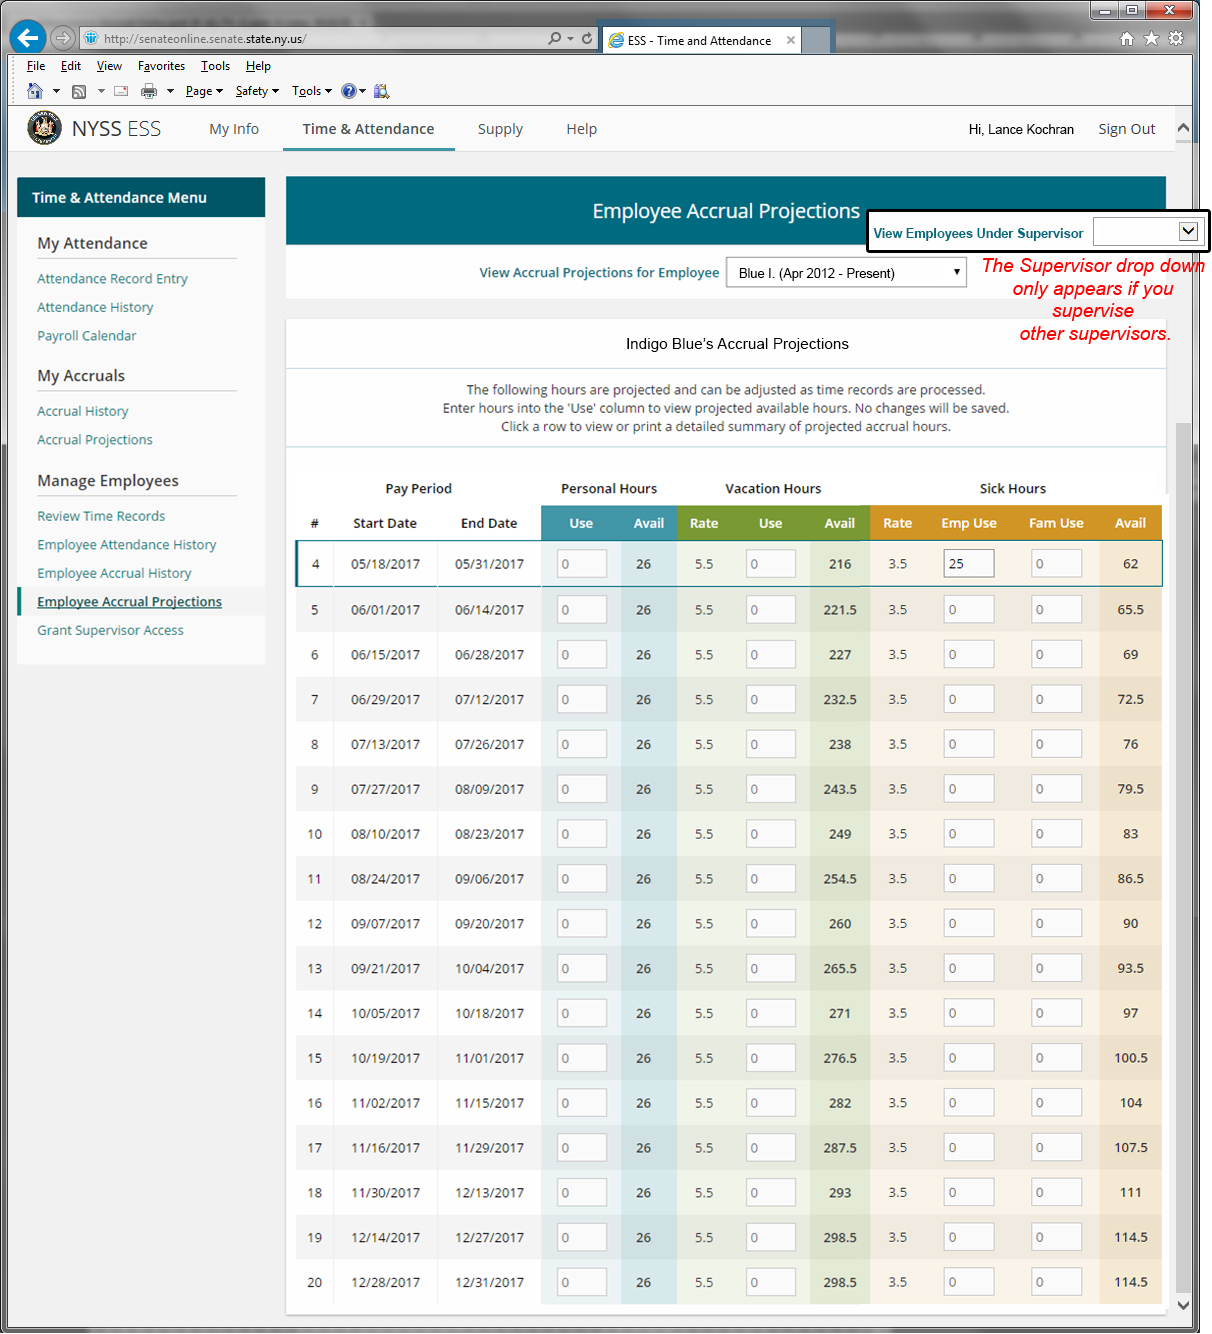 http://senateonline.senate.state.ny.us/
ESS - Time and Attendance
File Edit View Favorites Tools Help
Page Safety Tools
NYSS ESS My Info Time & Attendance Supply Help Hi, Lance Kochran Sign Out
Time & Attendance Menu
My Attendance
Attendance Record Entry
Attendance History
Payroll Calendar
My Accruals
Accrual History
Accrual Projections
Manage Employees
Review Time Records
Employee Attendance History
Employee Accrual History
Employee Accrual Projections
Grant Supervisor Access
Employee Accrual Projections
View Employees Under Supervisor
View Accrual Projections for Employee Blue I. (Apr 2012 - Present)
The Supervisor drop down
only appears if you
supervise
other supervisors.
Indigo Blue's Accrual Projections
The following hours are projected and can be adjusted as time records are processed.
Enter hours into the 'Use' column to view projected available hours. No changes will be saved.
Click a row to view or print a detailed summary of projected accrual hours.
Pay Period Personal Hours Vacation Hours Sick Hours
# Start Date End Date Use Avail Rate Use Avail Rate Emp Use Fam Use Avail
4 05/18/2017 05/31/2017 0 26 5.5 0 216 3.5 25 0 62
5 06/01/2017 06/14/2017 0 26 5.5 0 221.5 3.5 0 0 65.5
6 06/15/2017 06/28/2017 0 26 5.5 0 227 3.5 0 0 69
7 06/29/2017 07/12/2017 0 26 5.5 0 232.5 3.5 0 0 72.5
8 07/13/2017 07/26/2017 0 26 5.5 0 238 3.5 0 0 76
9 07/27/2017 08/09/2017 0 26 5.5 0 243.5 3.5 0 0 79.5
10 08/10/2017 08/23/2017 0 26 5.5 0 249 3.5 0 0 83
11 08/24/2017 09/06/2017 0 26 5.5 0 254.5 3.5 0 0 86.5
12 09/07/2017 09/20/2017 0 26 5.5 0 260 3.5 0 0 90
13 09/21/2017 10/04/2017 0 26 5.5 0 265.5 3.5 0 0 93.5
14 10/05/2017 10/18/2017 0 26 5.5 0 271 3.5 0 0 97
15 10/19/2017 11/01/2017 0 26 5.5 0 276.5 3.5 0 0 100.5
16 11/02/2017 11/15/2017 0 26 5.5 0 282 3.5 0 0 104
17 11/16/2017 11/29/2017 0 26 5.5 0 287.5 3.5 0 0 107.5
18 11/30/2017 12/13/2017 0 26 5.5 0 293 3.5 0 0 111
19 12/14/2017 12/27/2017 0 26 5.5 0 298.5 3.5 0 0 114.5
20 12/28/2017 12/31/2017 0 26 5.5 0 298.5 3.5 0 0 114.5